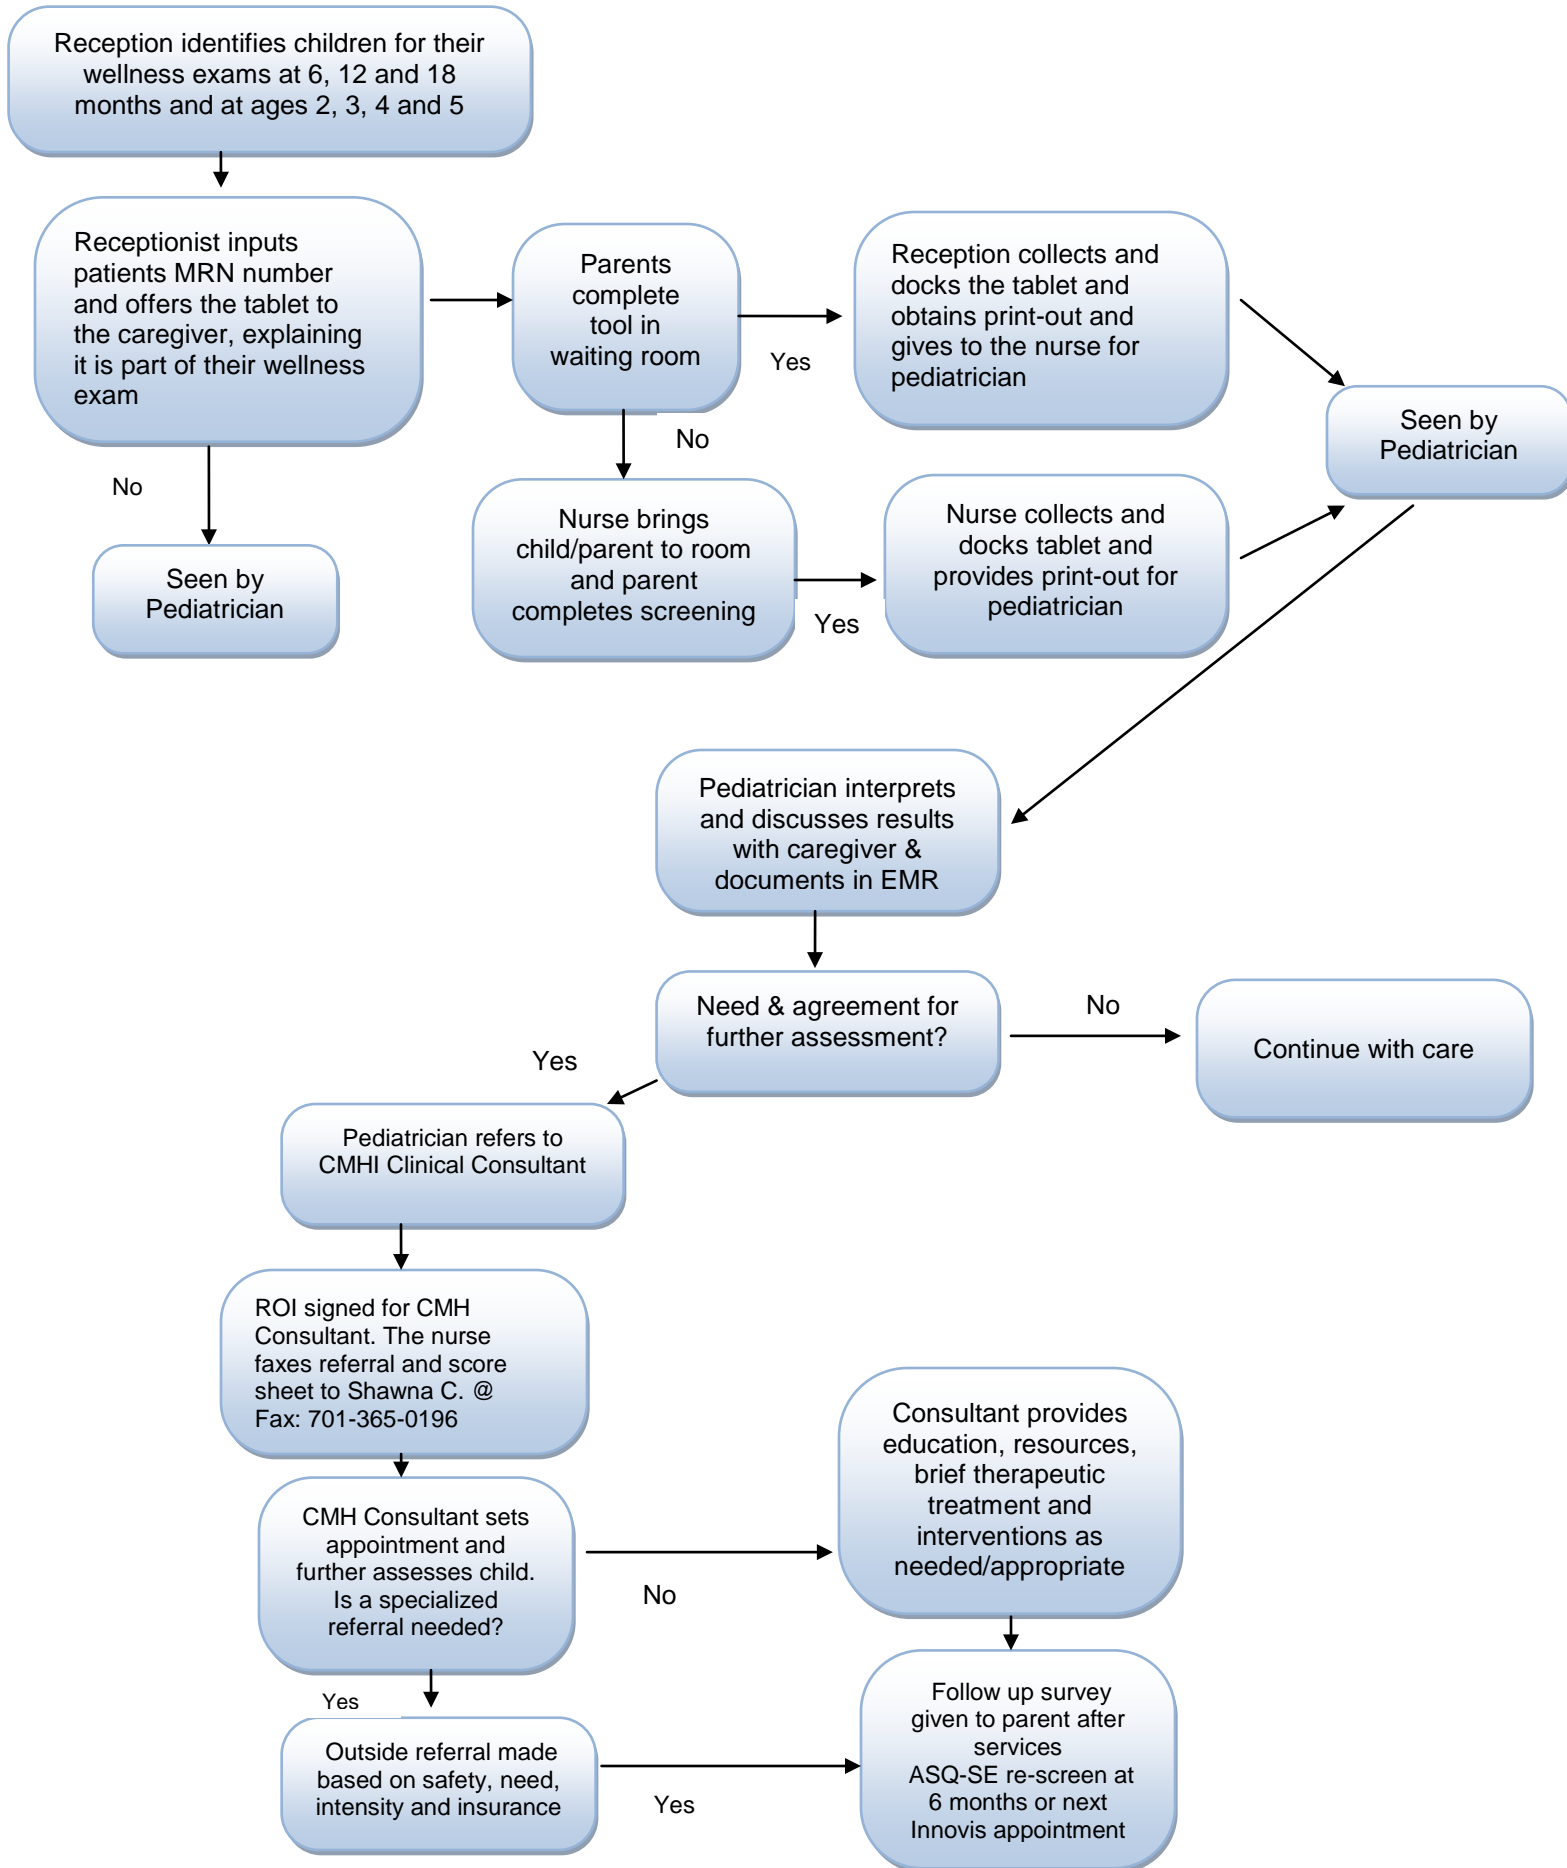 Reception identifies children for their
wellness exams at 6, 12 and 18
months and at ages 2, 3, 4 and 5
Receptionist inputs
patients MRN number
and offers the tablet to
the caregiver, explaining
it is part of their wellness
exam
Parents
complete
tool in
waiting room
Yes
Reception collects and
docks the tablet and
obtains print-out and
gives to the nurse for
pediatrician
Seen by
Pediatrician
No
No
Seen by
Pediatrician
Nurse brings
child/parent to room
and parent
completes screening
Yes
Nurse collects and
docks tablet and
provides print-out for
pediatrician
Pediatrician interprets
and discusses results
with caregiver &
documents in EMR
Need & agreement for
further assessment?
No
Continue with care
Yes
Pediatrician refers to
CMHI Clinical Consultant
ROI signed for CMH
Consultant. The nurse
faxes referral and score
sheet to Shawna C. @
Fax: 701-365-0196
CMH Consultant sets
appointment and
further assesses child.
Is a specialized
referral needed?
No
Consultant provides
education, resources,
brief therapeutic
treatment and
interventions as
needed/appropriate
Yes
Outside referral made
based on safety, need,
intensity and insurance
Yes
Follow up survey
given to parent after
services
ASQ-SE re-screen at
6 months or next
Innovis appointment